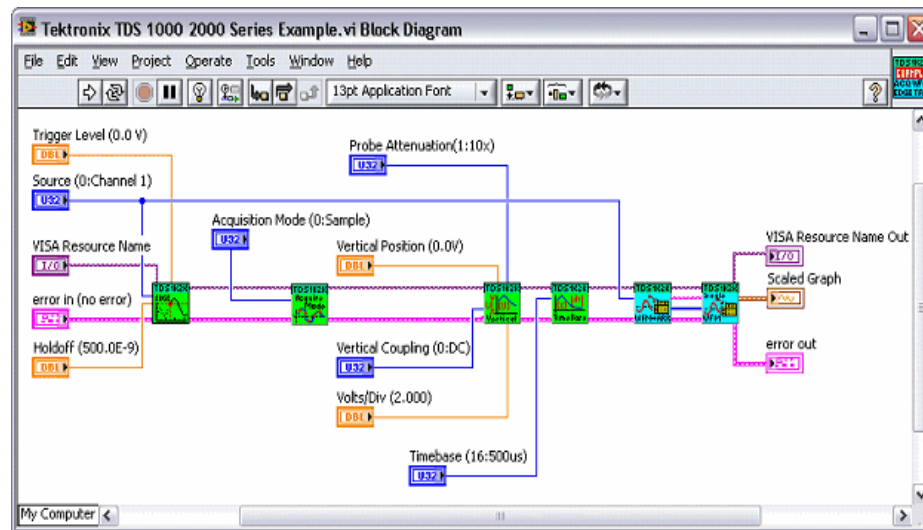 Tektronix TDS 1000 2000 Series Example.vi Block Diagram
File Edit View Project Operate Tools Window Help
13pt Application Font
?
Trigger Level (0.0 V)
DBL
Source (0:Channel 1)
U32
VISA Resource Name
I/O
error in (no error)
Holdoff (500.0E-9)
DBL
Acquisition Mode (0:Sample)
U32
Probe Attenuation(1:10x)
U32
Vertical Position (0.0V)
DBL
Vertical Coupling (0:DC)
U32
Volts/Div (2.000)
DBL
Timebase (16:500us)
U32
Acquire
Mode
Vertical
VISA Resource Name Out
I/O
Scaled Graph
error out
My Computer